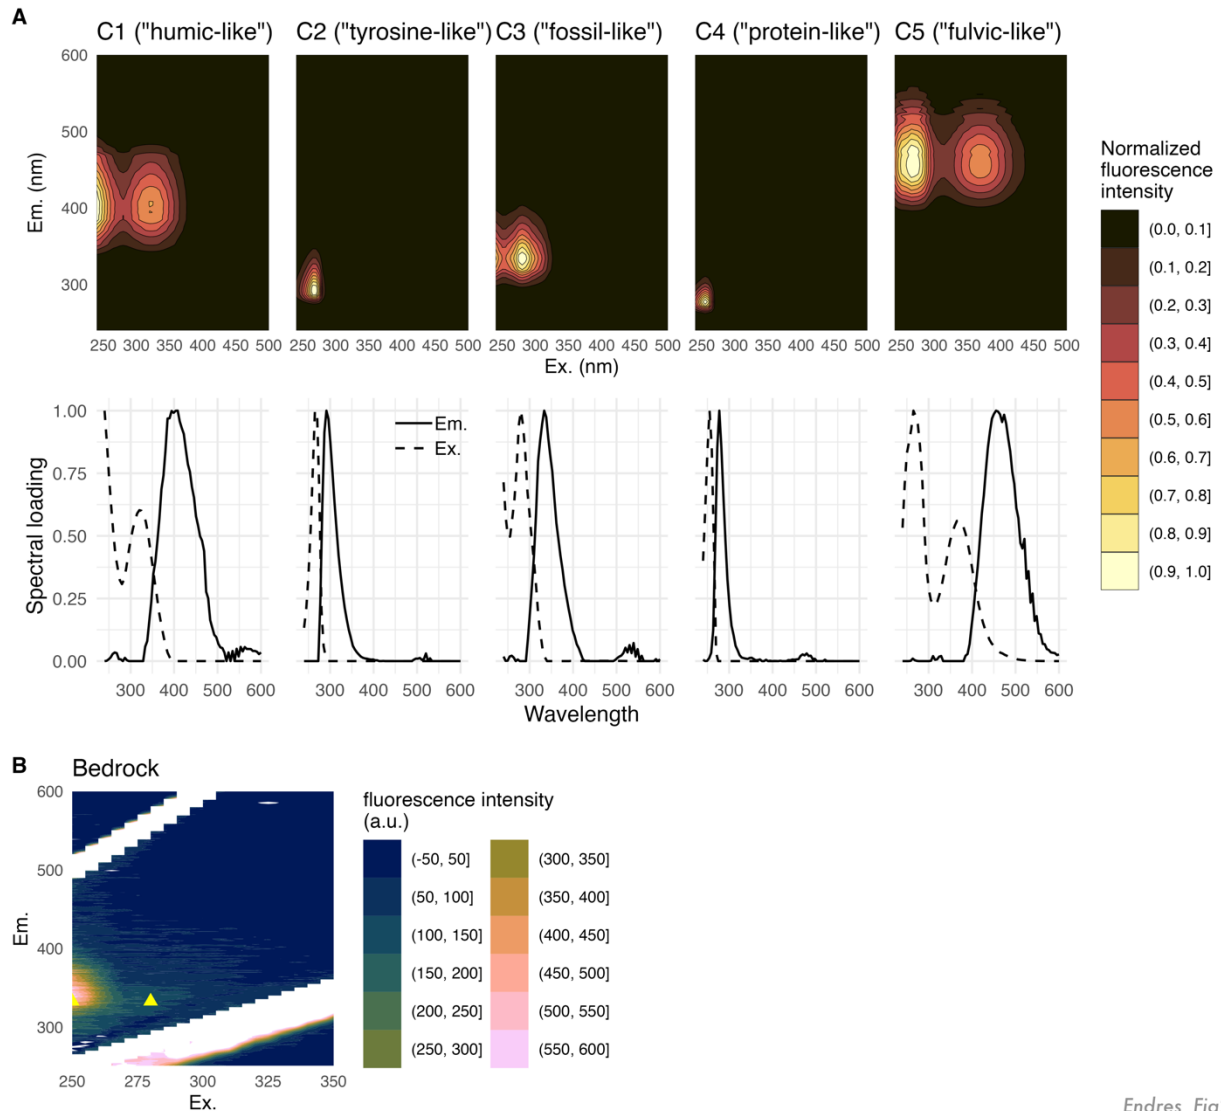 A
C1 ("humic-like")
C2 ("tyrosine-like")
C3 ("fossil-like")
C4 ("protein-like")
C5 ("fulvic-like")
600
500
400
300
Em. (nm)
250 300 350 400 450 500
250 300 350 400 450 500
250 300 350 400 450 500
250 300 350 400 450 500
250 300 350 400 450 500
Ex. (nm)
Normalized
fluorescence
intensity
(0.0, 0.1]
(0.1, 0.2]
(0.2, 0.3]
(0.3, 0.4]
(0.4, 0.5]
(0.5, 0.6]
(0.6, 0.7]
(0.7, 0.8]
(0.8, 0.9]
(0.9, 1.0]
1.00
0.75
0.50
0.25
0.00
Spectral loading
Em.
Ex.
300 400 500 600
300 400 500 600
300 400 500 600
300 400 500 600
300 400 500 600
Wavelength
B
Bedrock
600
500
400
300
Em.
250 275 300 325 350
Ex.
fluorescence intensity
(a.u.)
(-50, 50]
(50, 100]
(100, 150]
(150, 200]
(200, 250]
(250, 300]
(300, 350]
(350, 400]
(400, 450]
(450, 500]
(500, 550]
(550, 600]
Endres_Fig